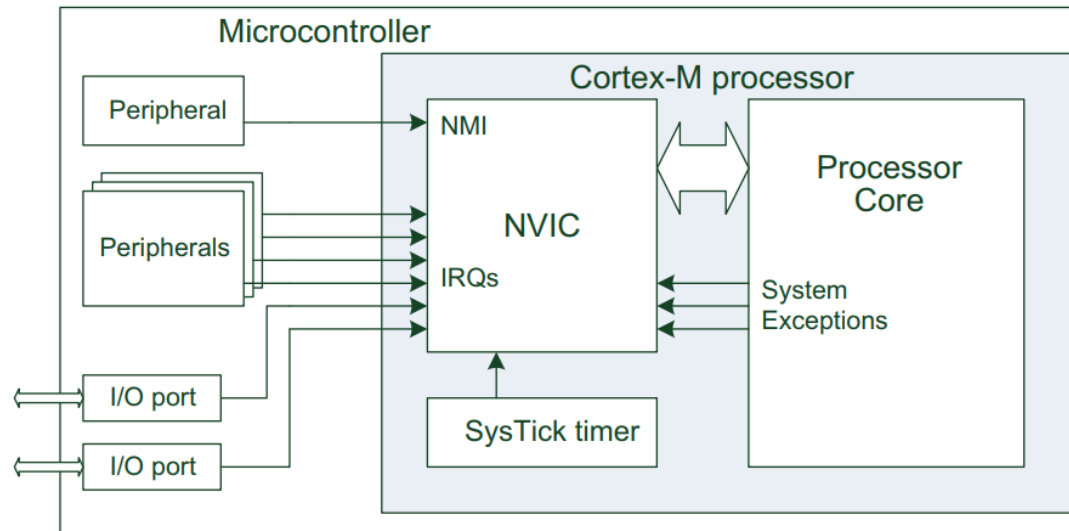 Microcontroller
Cortex-M processor
Peripheral
NMI
Processor
Core
NVIC
Peripherals
IRQs
System
Exceptions
I/O port
SysTick timer
I/O port